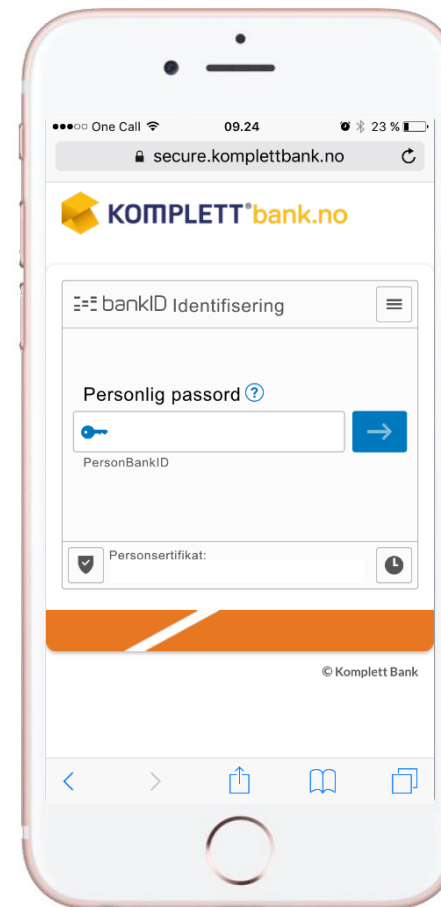 One Call 09.24 23 %
secure.komplettbank.no
KOMPLETT®bank.no
bankID Identifisering
Personlig passord ?
PersonBankID
Personsertifikat:
© Komplett Bank